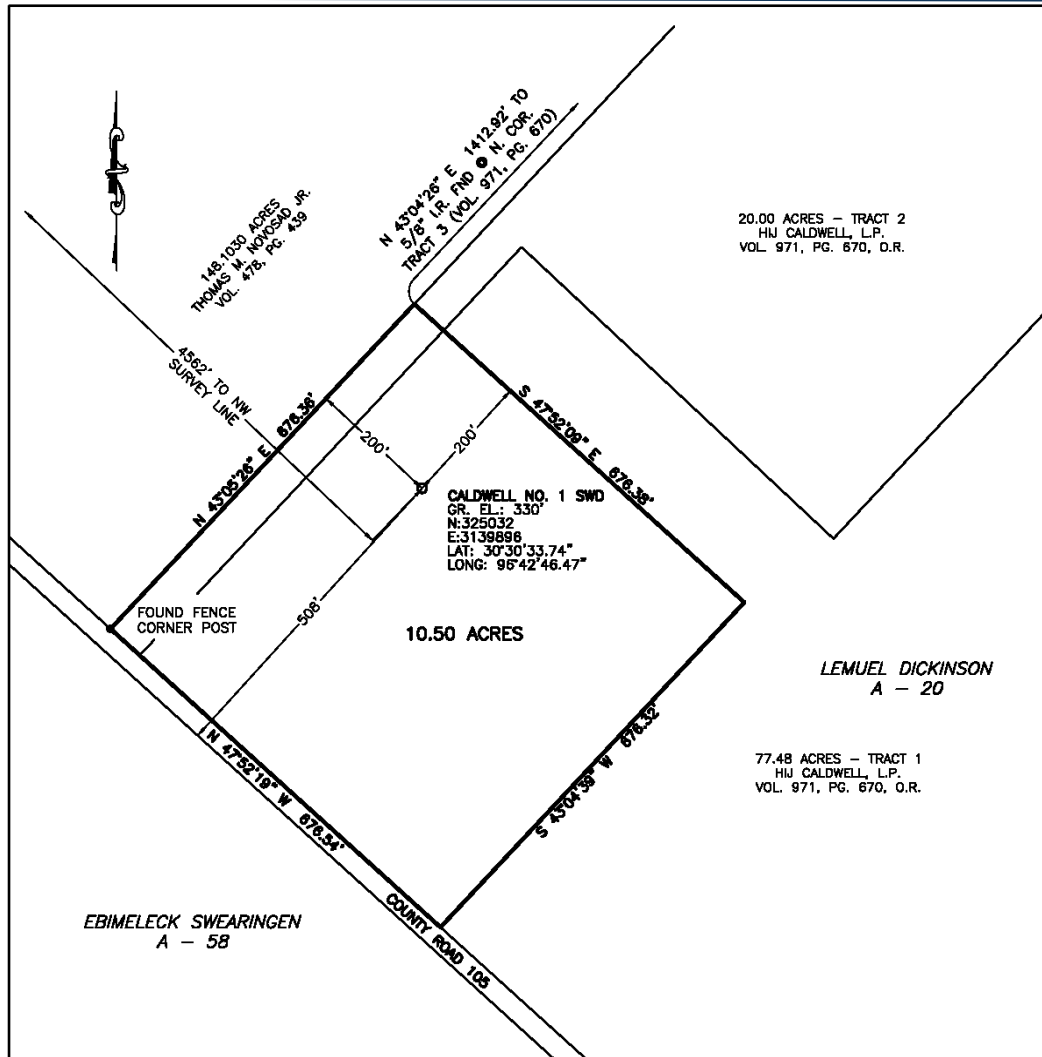 N 43°04'26" E 1412.92' TO
5/8" I.R. FND @ N. COR.
TRACT 3 (VOL. 971, PG. 670)
148.1030 ACRES
THOMAS M. NOVOSAD JR.
VOL. 478, PG. 439
20.00 ACRES - TRACT 2
HIJ CALDWELL, L.P.
VOL. 971, PG. 670, O.R.
4562' TO NW
SURVEY LINE
N 43°05'26" E 676.36'
200'
200'
S 47°52'09" E 676.38'
CALDWELL NO. 1 SWD
GR. EL.: 330'
N:325032
E:3139896
LAT: 30°30'33.74"
LONG: 96°42'46.47"
508'
FOUND FENCE
CORNER POST
10.50 ACRES
LEMUEL DICKINSON
A - 20
S 43°04'39" W 676.32'
77.48 ACRES - TRACT 1
HIJ CALDWELL, L.P.
VOL. 971, PG. 670, O.R.
N 47°52'19" W 676.54'
COUNTY ROAD 105
EBIMELECK SWEARINGEN
A - 58